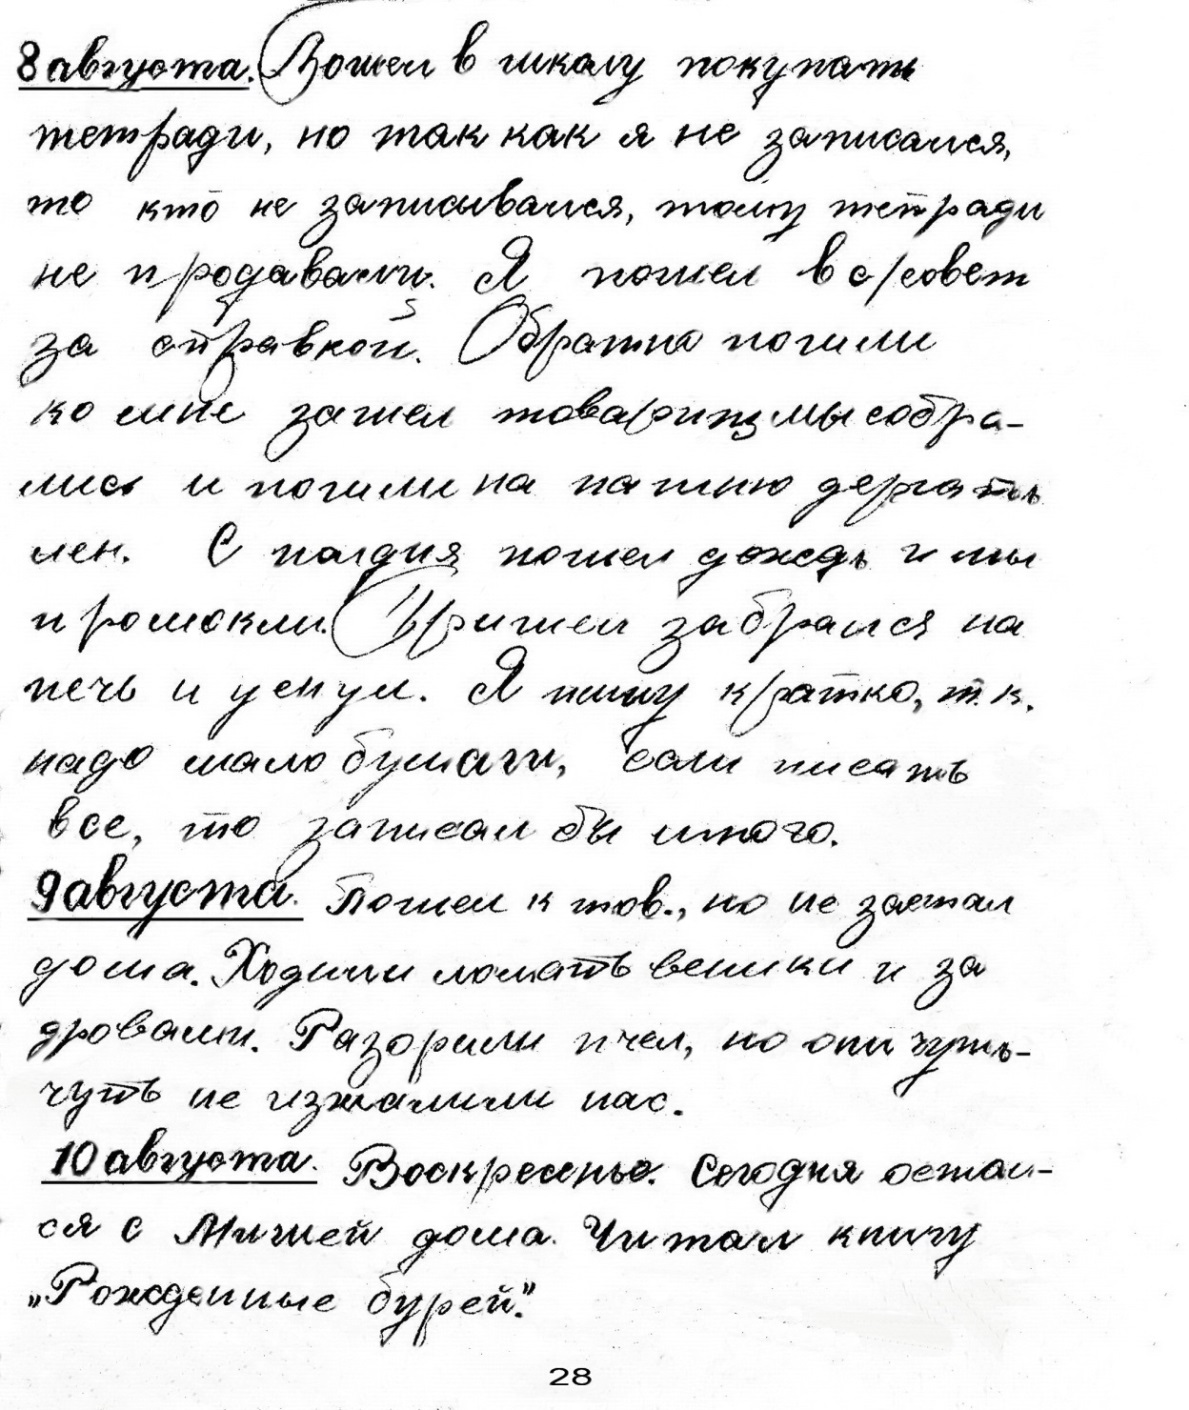 8 августа. Вошел в школу покупать
тетради, но так как я не записался,
то кто не записывался, тому тетради
не продавали. Я пошел в с/совет
за справкой. Обратно пошли
ко мне зашел товарищ мы собра-
лись и пошли на пашню дергать
лен. С полдня пошел дождь и мы
промокли. Пришел забрался на
печь и уснул. Я пишу кратко, т.к.
надо мало бумаги, если писать
все, то записал бы много.
9 августа. Пошел к тов., но не застал
дома. Ходили ломать веники и за
дровами. Разорили пчел, но они чуть-
чуть не изжалили нас.
10 августа. Воскресенье. Сегодня остал-
ся с Мишей дома. Читал книгу
„Рожденные бурей".
28